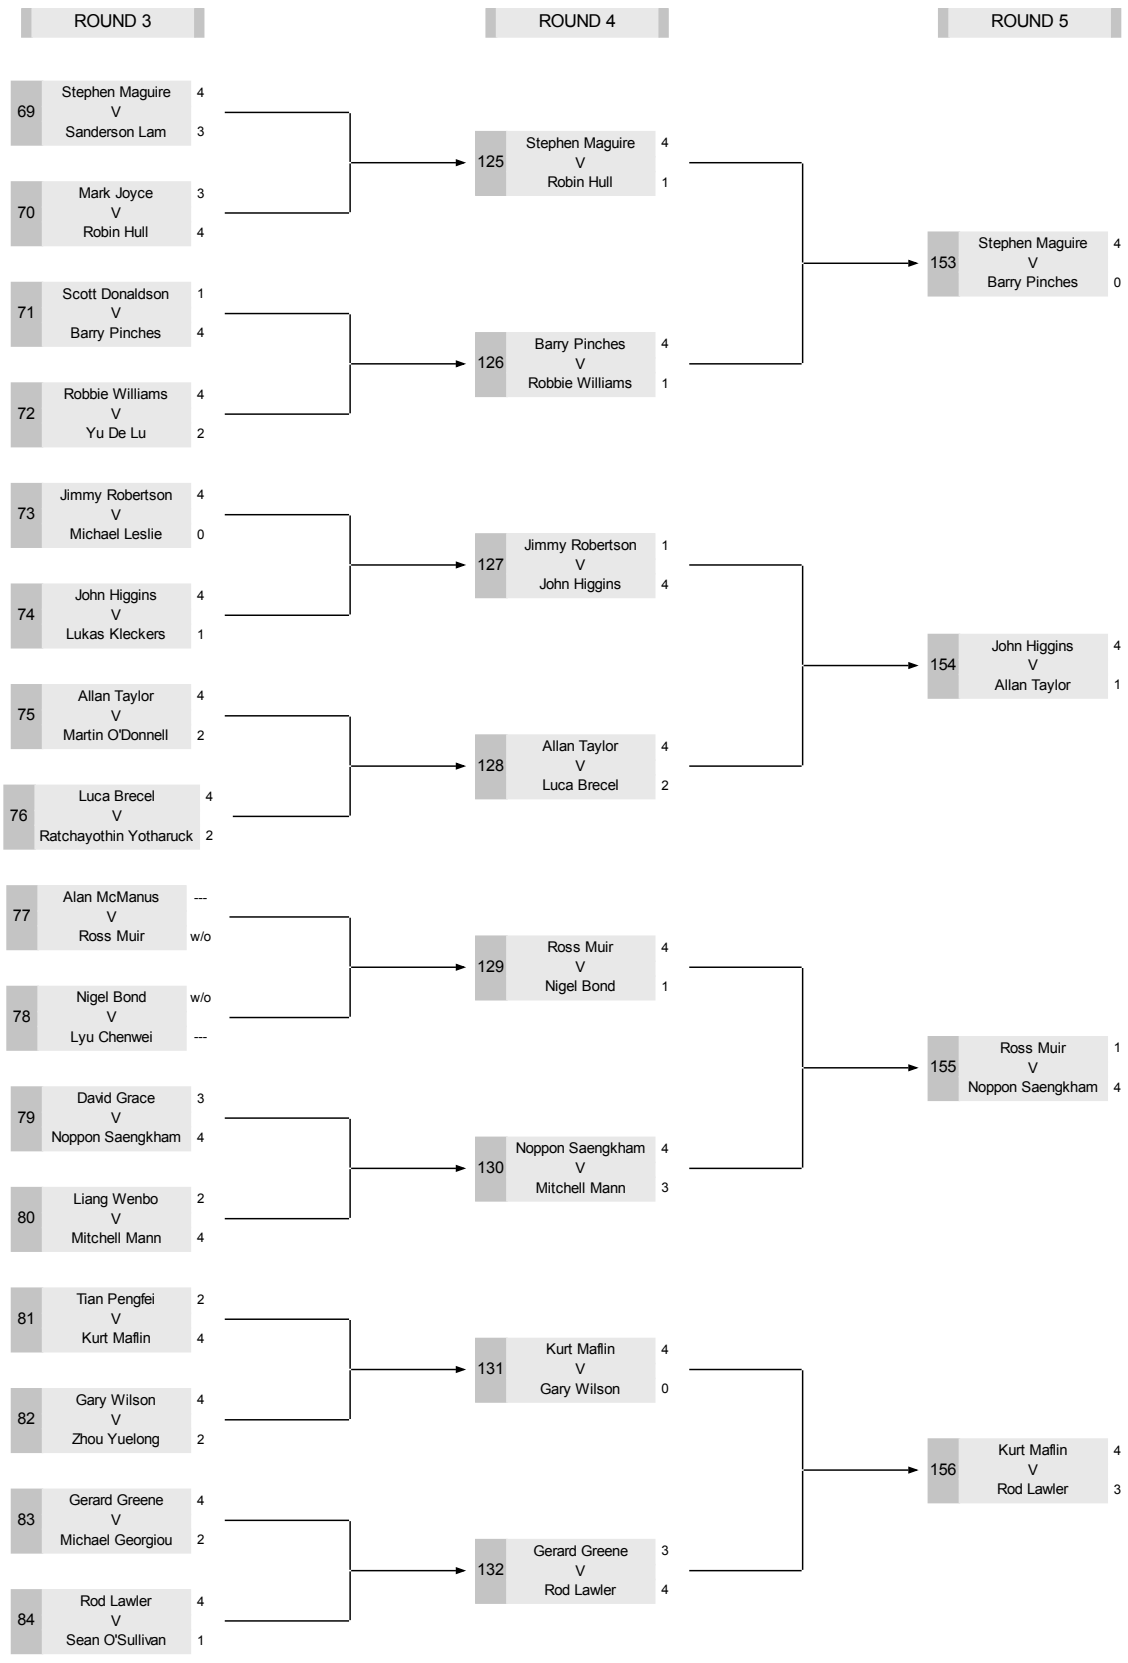 ROUND 3
ROUND 4
ROUND 5
69
Stephen Maguire 4
V
Sanderson Lam 3
70
Mark Joyce 3
V
Robin Hull 4
71
Scott Donaldson 1
V
Barry Pinches 4
72
Robbie Williams 4
V
Yu De Lu 2
73
Jimmy Robertson 4
V
Michael Leslie 0
74
John Higgins 4
V
Lukas Kleckers 1
75
Allan Taylor 4
V
Martin O'Donnell 2
76
Luca Brecel 4
V
Ratchayothin Yotharuck 2
77
Alan McManus ---
V
Ross Muir w/o
78
Nigel Bond w/o
V
Lyu Chenwei ---
79
David Grace 3
V
Noppon Saengkham 4
80
Liang Wenbo 2
V
Mitchell Mann 4
81
Tian Pengfei 2
V
Kurt Maflin 4
82
Gary Wilson 4
V
Zhou Yuelong 2
83
Gerard Greene 4
V
Michael Georgiou 2
84
Rod Lawler 4
V
Sean O'Sullivan 1
125
Stephen Maguire 4
V
Robin Hull 1
126
Barry Pinches 4
V
Robbie Williams 1
127
Jimmy Robertson 1
V
John Higgins 4
128
Allan Taylor 4
V
Luca Brecel 2
129
Ross Muir 4
V
Nigel Bond 1
130
Noppon Saengkham 4
V
Mitchell Mann 3
131
Kurt Maflin 4
V
Gary Wilson 0
132
Gerard Greene 3
V
Rod Lawler 4
153
Stephen Maguire 4
V
Barry Pinches 0
154
John Higgins 4
V
Allan Taylor 1
155
Ross Muir 1
V
Noppon Saengkham 4
156
Kurt Maflin 4
V
Rod Lawler 3